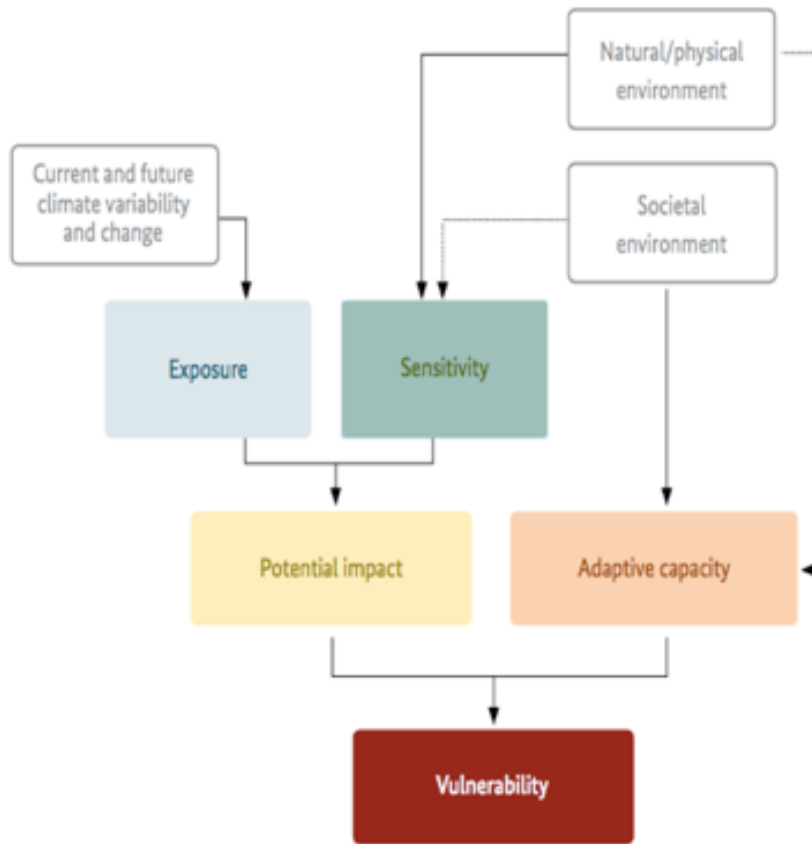 Natural/physical
environment
Current and future
climate variability
and change
Societal
environment
Exposure
Sensitivity
Potential impact
Adaptive capacity
Vulnerability